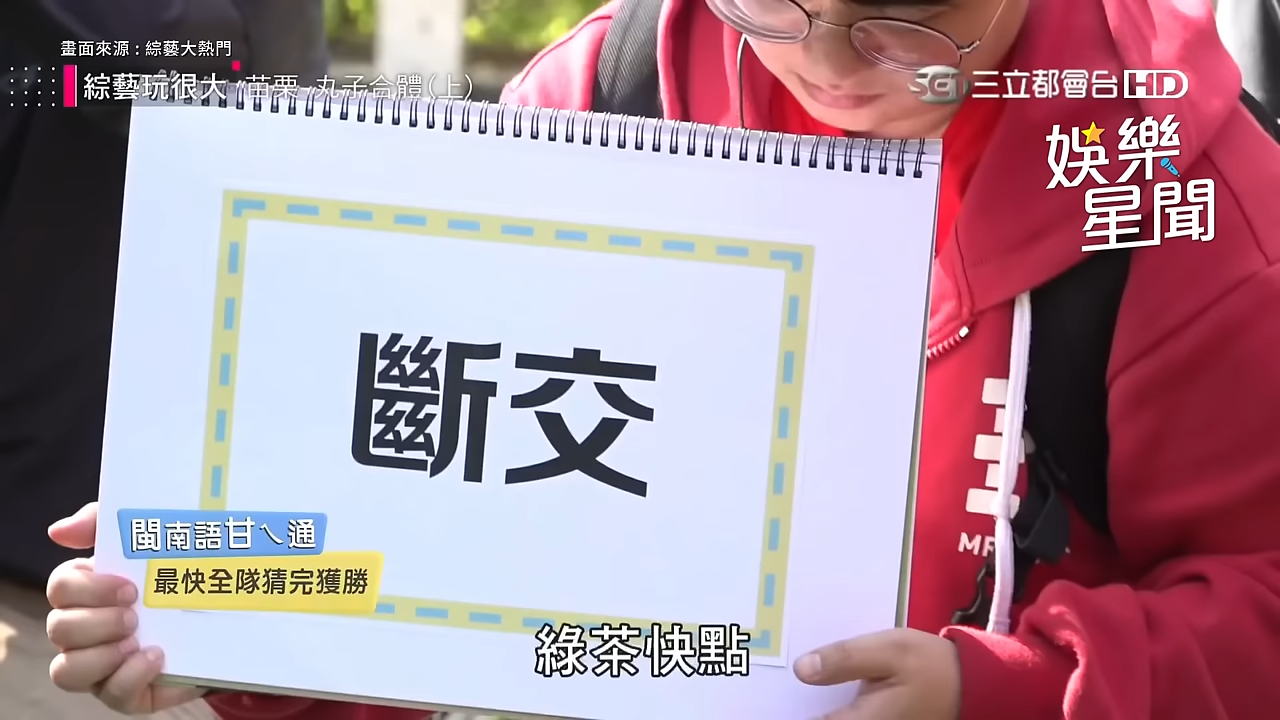 畫面來源：綜藝大熱門
綜藝玩很大 苗栗 丸子合體(上)
SET 三立都會台 HD
娛樂
星聞
斷交
閩南語甘ㄟ通
最快全隊猜完獲勝
綠茶快點